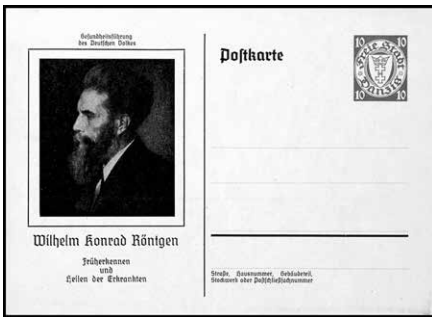 Gesundheitsführung
des Deutschen Volkes
Wilhelm Konrad Röntgen
Früherkennen
und
Heilen der Erkrankten
Postkarte
10 10
Freie Stadt
Danzig
10 10
Straße, Hausnummer, Gebäudeteil,
Stockwerk oder Postschließfachnummer